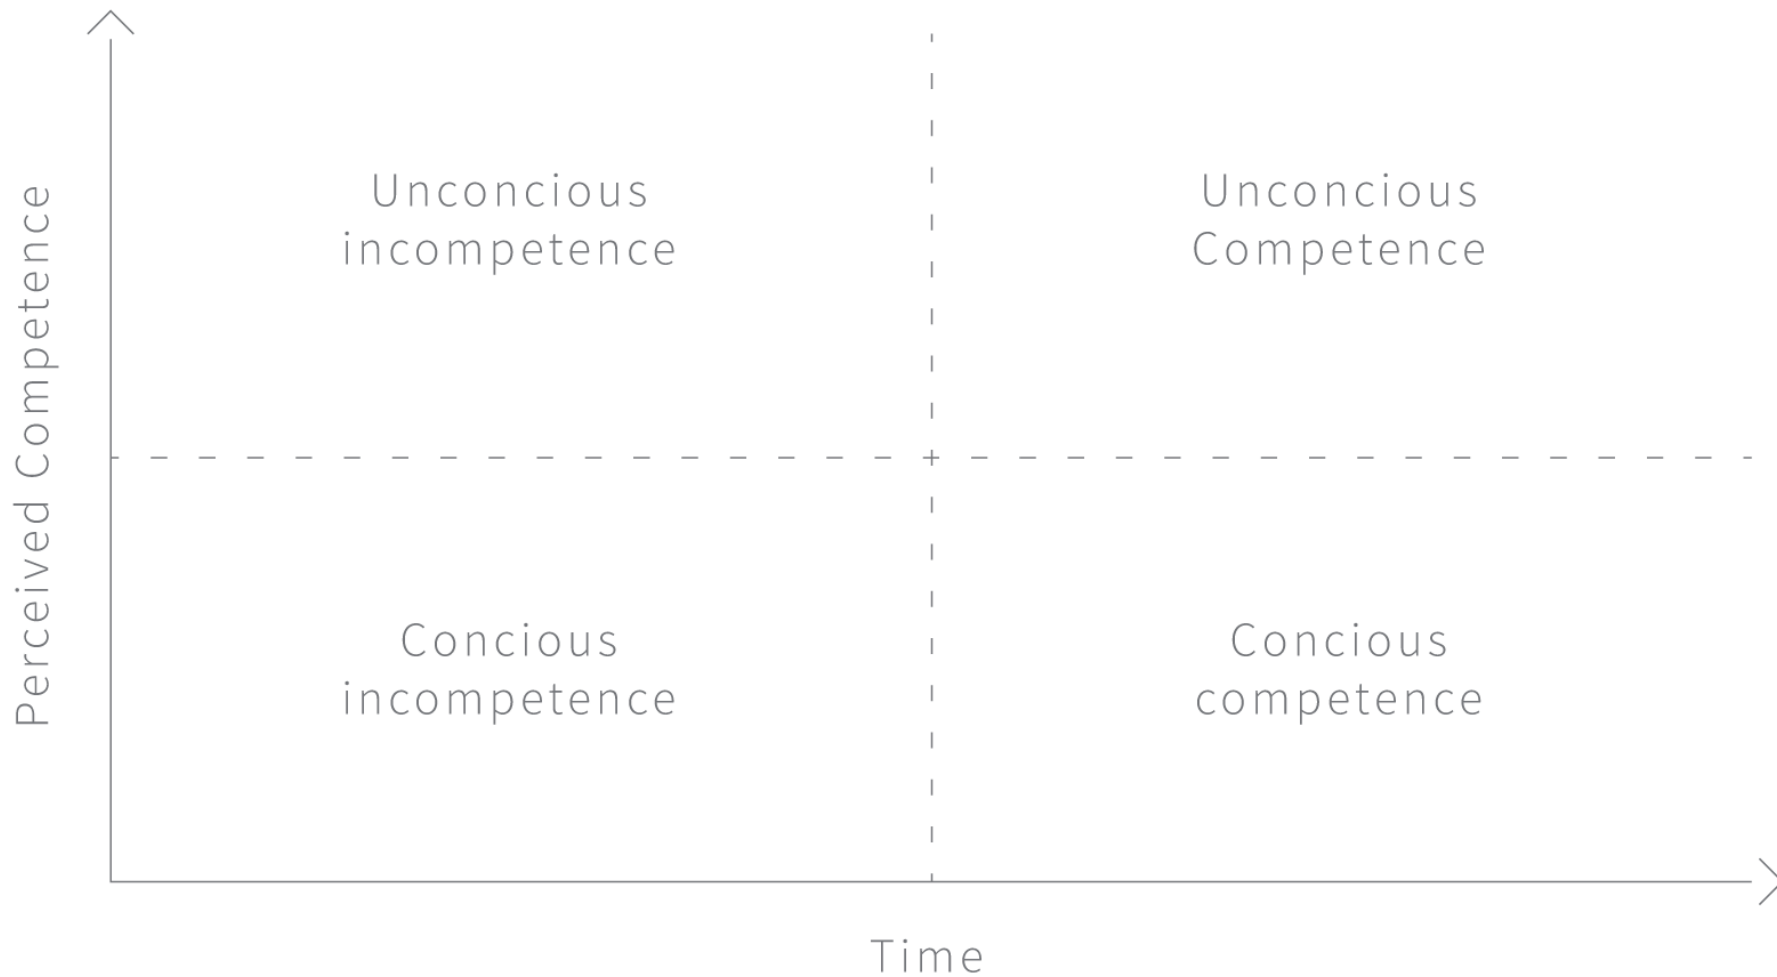 Perceived Competence
Unconcious
incompetence
Unconcious
Competence
Concious
incompetence
Concious
competence
Time